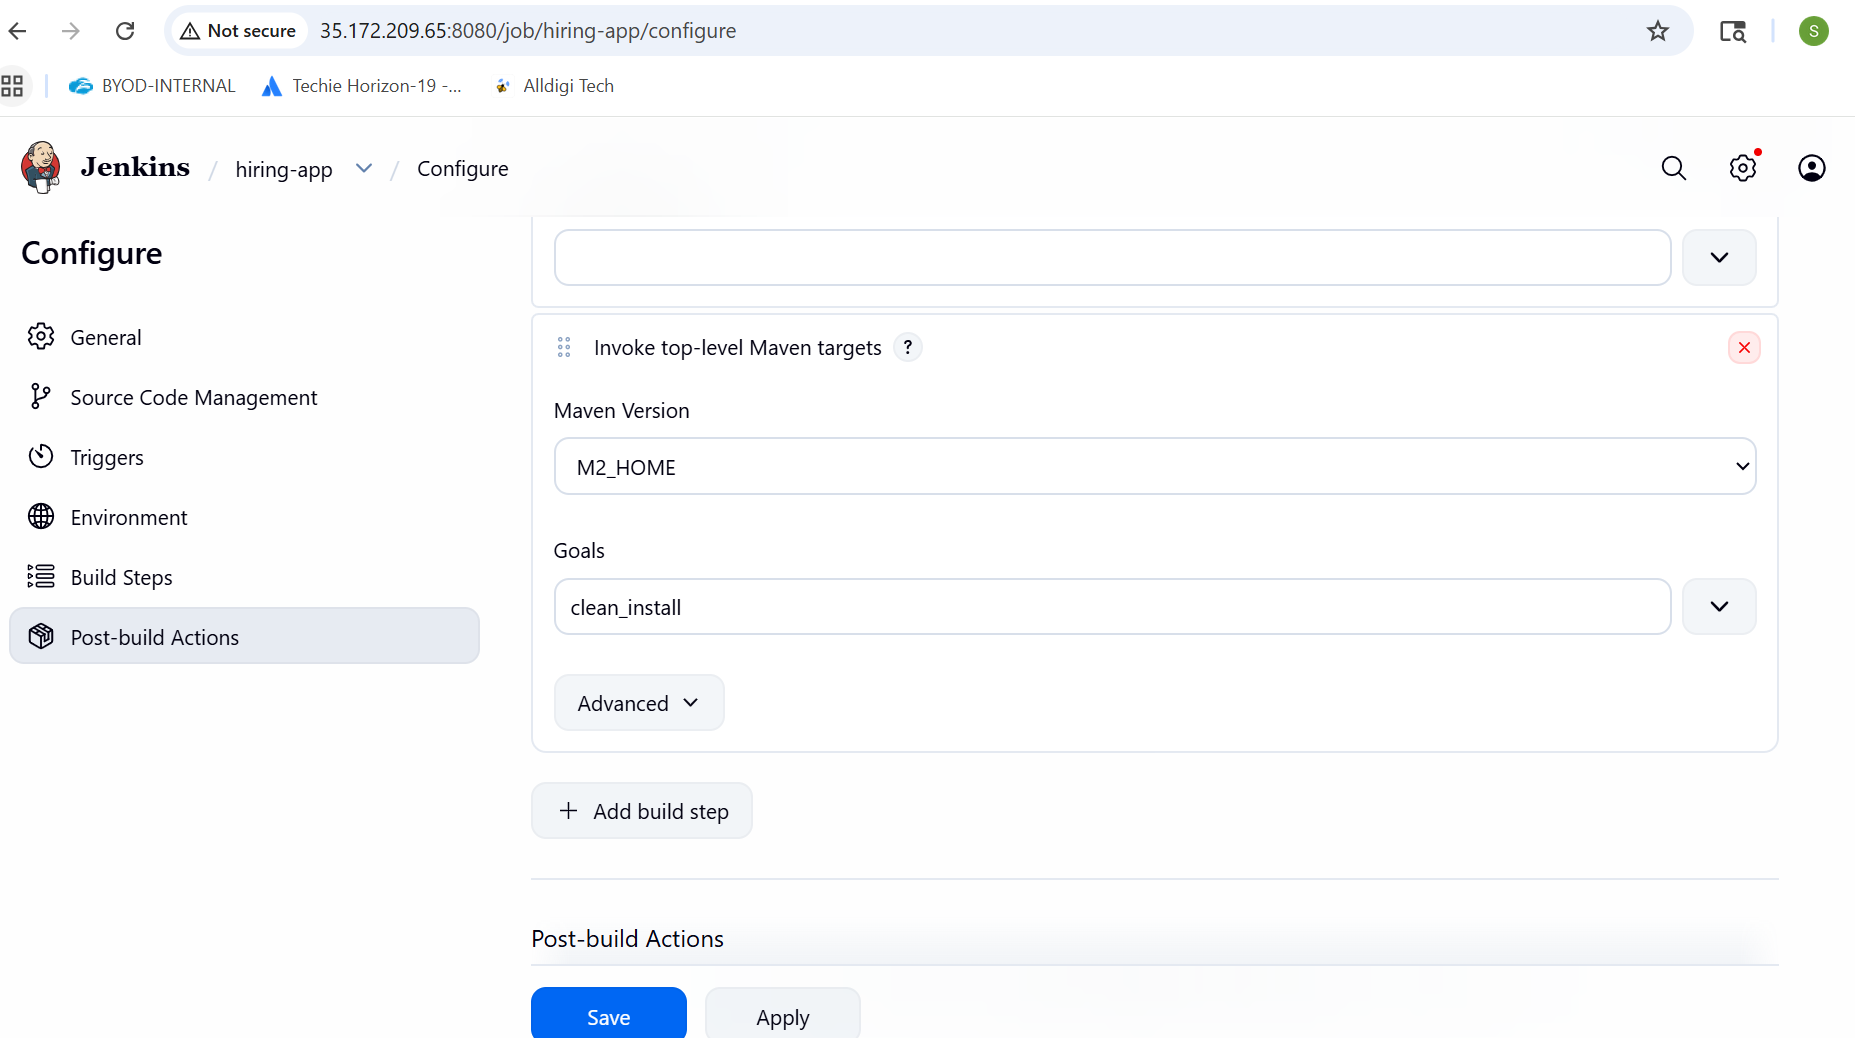 Not secure 35.172.209.65:8080/job/hiring-app/configure S
BYOD-INTERNAL Techie Horizon-19 -... Alldigi Tech
Jenkins / hiring-app / Configure
Configure
General
Source Code Management
Triggers
Environment
Build Steps
Post-build Actions
Invoke top-level Maven targets ?
Maven Version
M2_HOME
Goals
clean_install
Advanced
+ Add build step
Post-build Actions
Save Apply